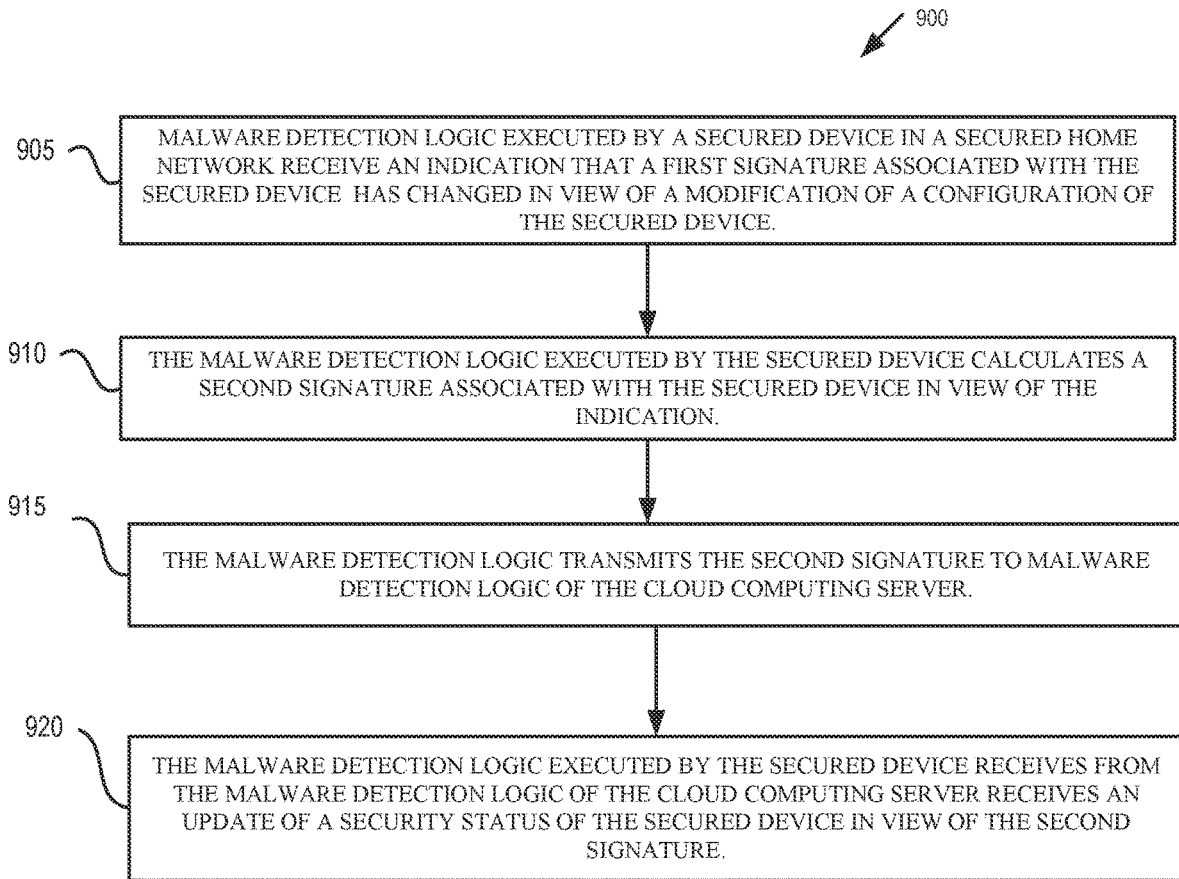 900
905
MALWARE DETECTION LOGIC EXECUTED BY A SECURED DEVICE IN A SECURED HOME
NETWORK RECEIVE AN INDICATION THAT A FIRST SIGNATURE ASSOCIATED WITH THE
SECURED DEVICE HAS CHANGED IN VIEW OF A MODIFICATION OF A CONFIGURATION OF
THE SECURED DEVICE.
910
THE MALWARE DETECTION LOGIC EXECUTED BY THE SECURED DEVICE CALCULATES A
SECOND SIGNATURE ASSOCIATED WITH THE SECURED DEVICE IN VIEW OF THE
INDICATION.
915
THE MALWARE DETECTION LOGIC TRANSMITS THE SECOND SIGNATURE TO MALWARE
DETECTION LOGIC OF THE CLOUD COMPUTING SERVER.
920
THE MALWARE DETECTION LOGIC EXECUTED BY THE SECURED DEVICE RECEIVES FROM
THE MALWARE DETECTION LOGIC OF THE CLOUD COMPUTING SERVER RECEIVES AN
UPDATE OF A SECURITY STATUS OF THE SECURED DEVICE IN VIEW OF THE SECOND
SIGNATURE.